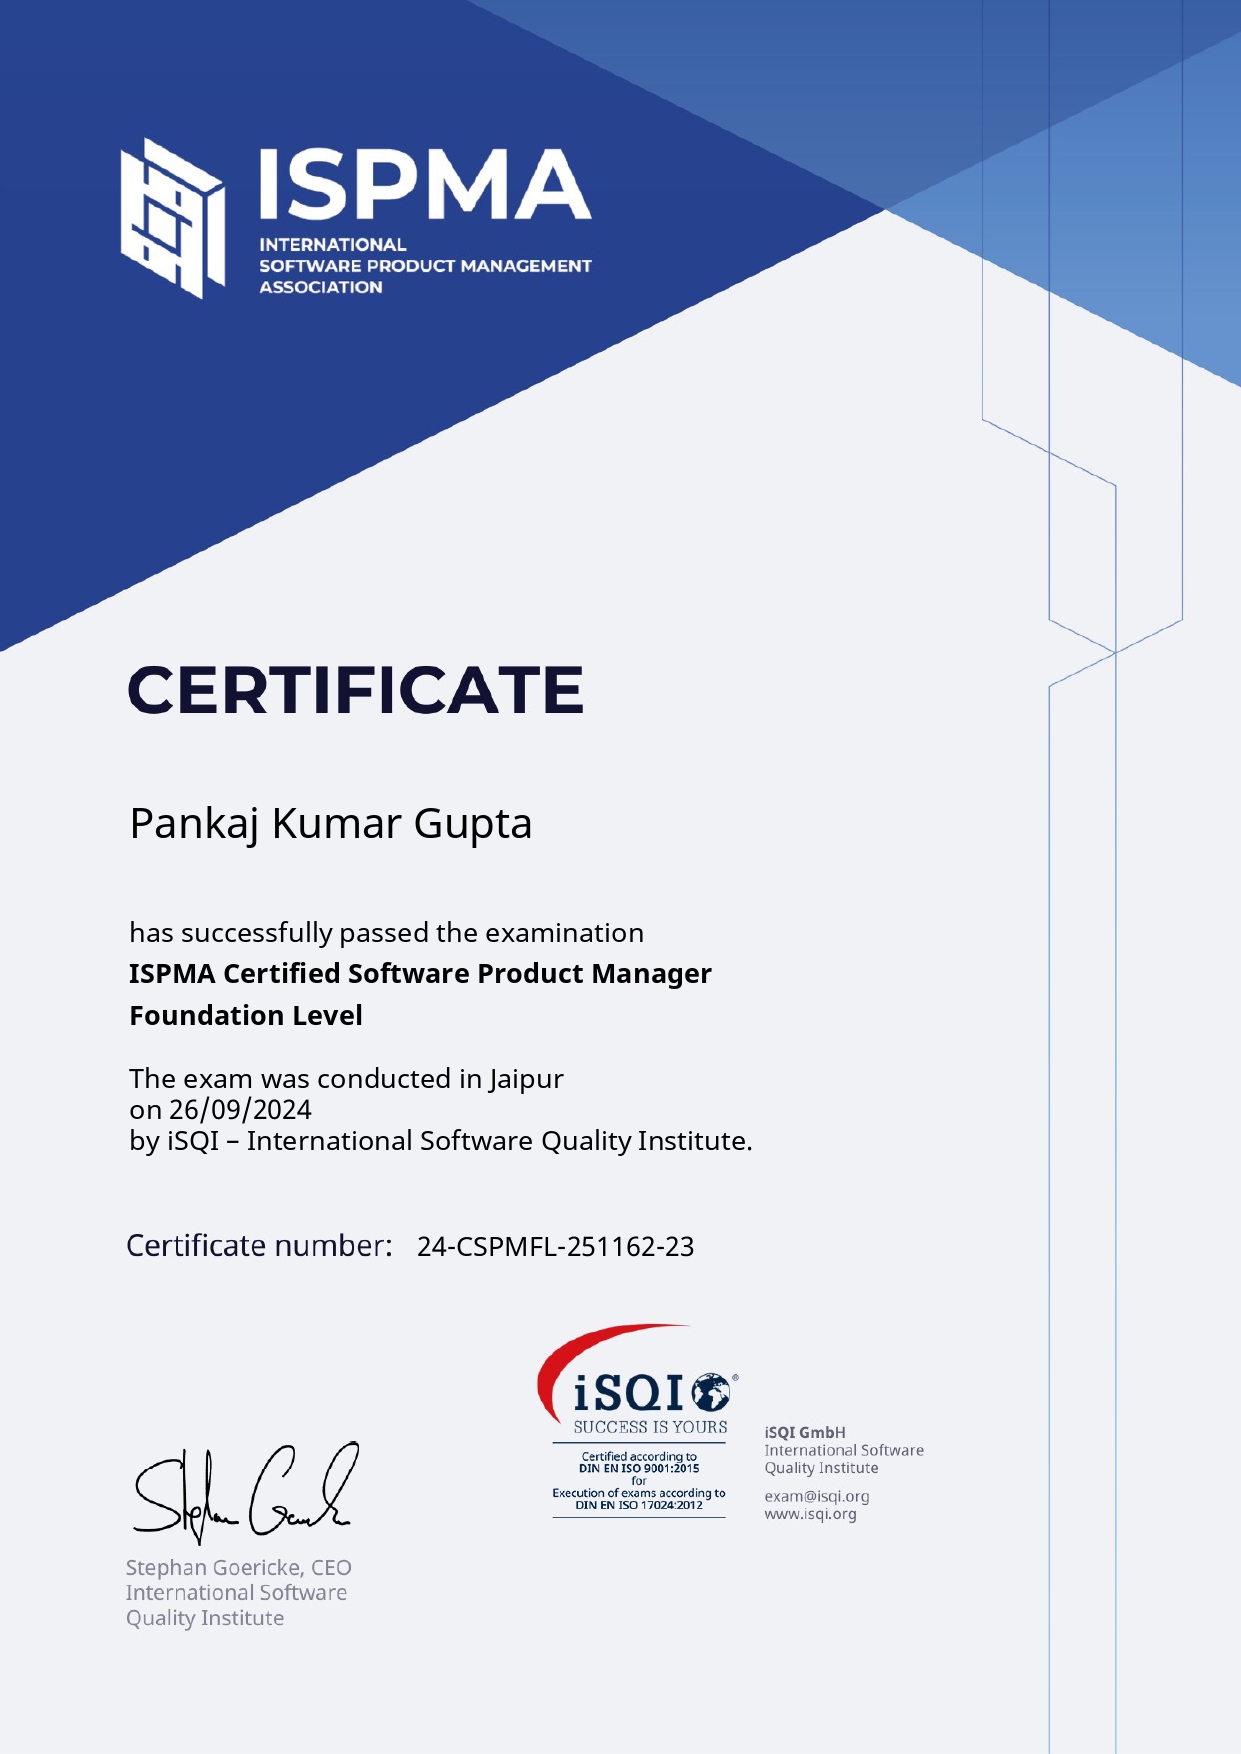 ISPMA
INTERNATIONAL
SOFTWARE PRODUCT MANAGEMENT
ASSOCIATION
CERTIFICATE
Pankaj Kumar Gupta
has successfully passed the examination
ISPMA Certified Software Product Manager
Foundation Level
The exam was conducted in Jaipur
on 26/09/2024
by iSQI – International Software Quality Institute.
Certificate number: 24-CSPMFL-251162-23
iSQI ®
SUCCESS IS YOURS
Certified according to
DIN EN ISO 9001:2015
for
Execution of exams according to
DIN EN ISO 17024:2012
iSQI GmbH
International Software
Quality Institute
exam@isqi.org
www.isqi.org
Stephan Goericke, CEO
International Software
Quality Institute